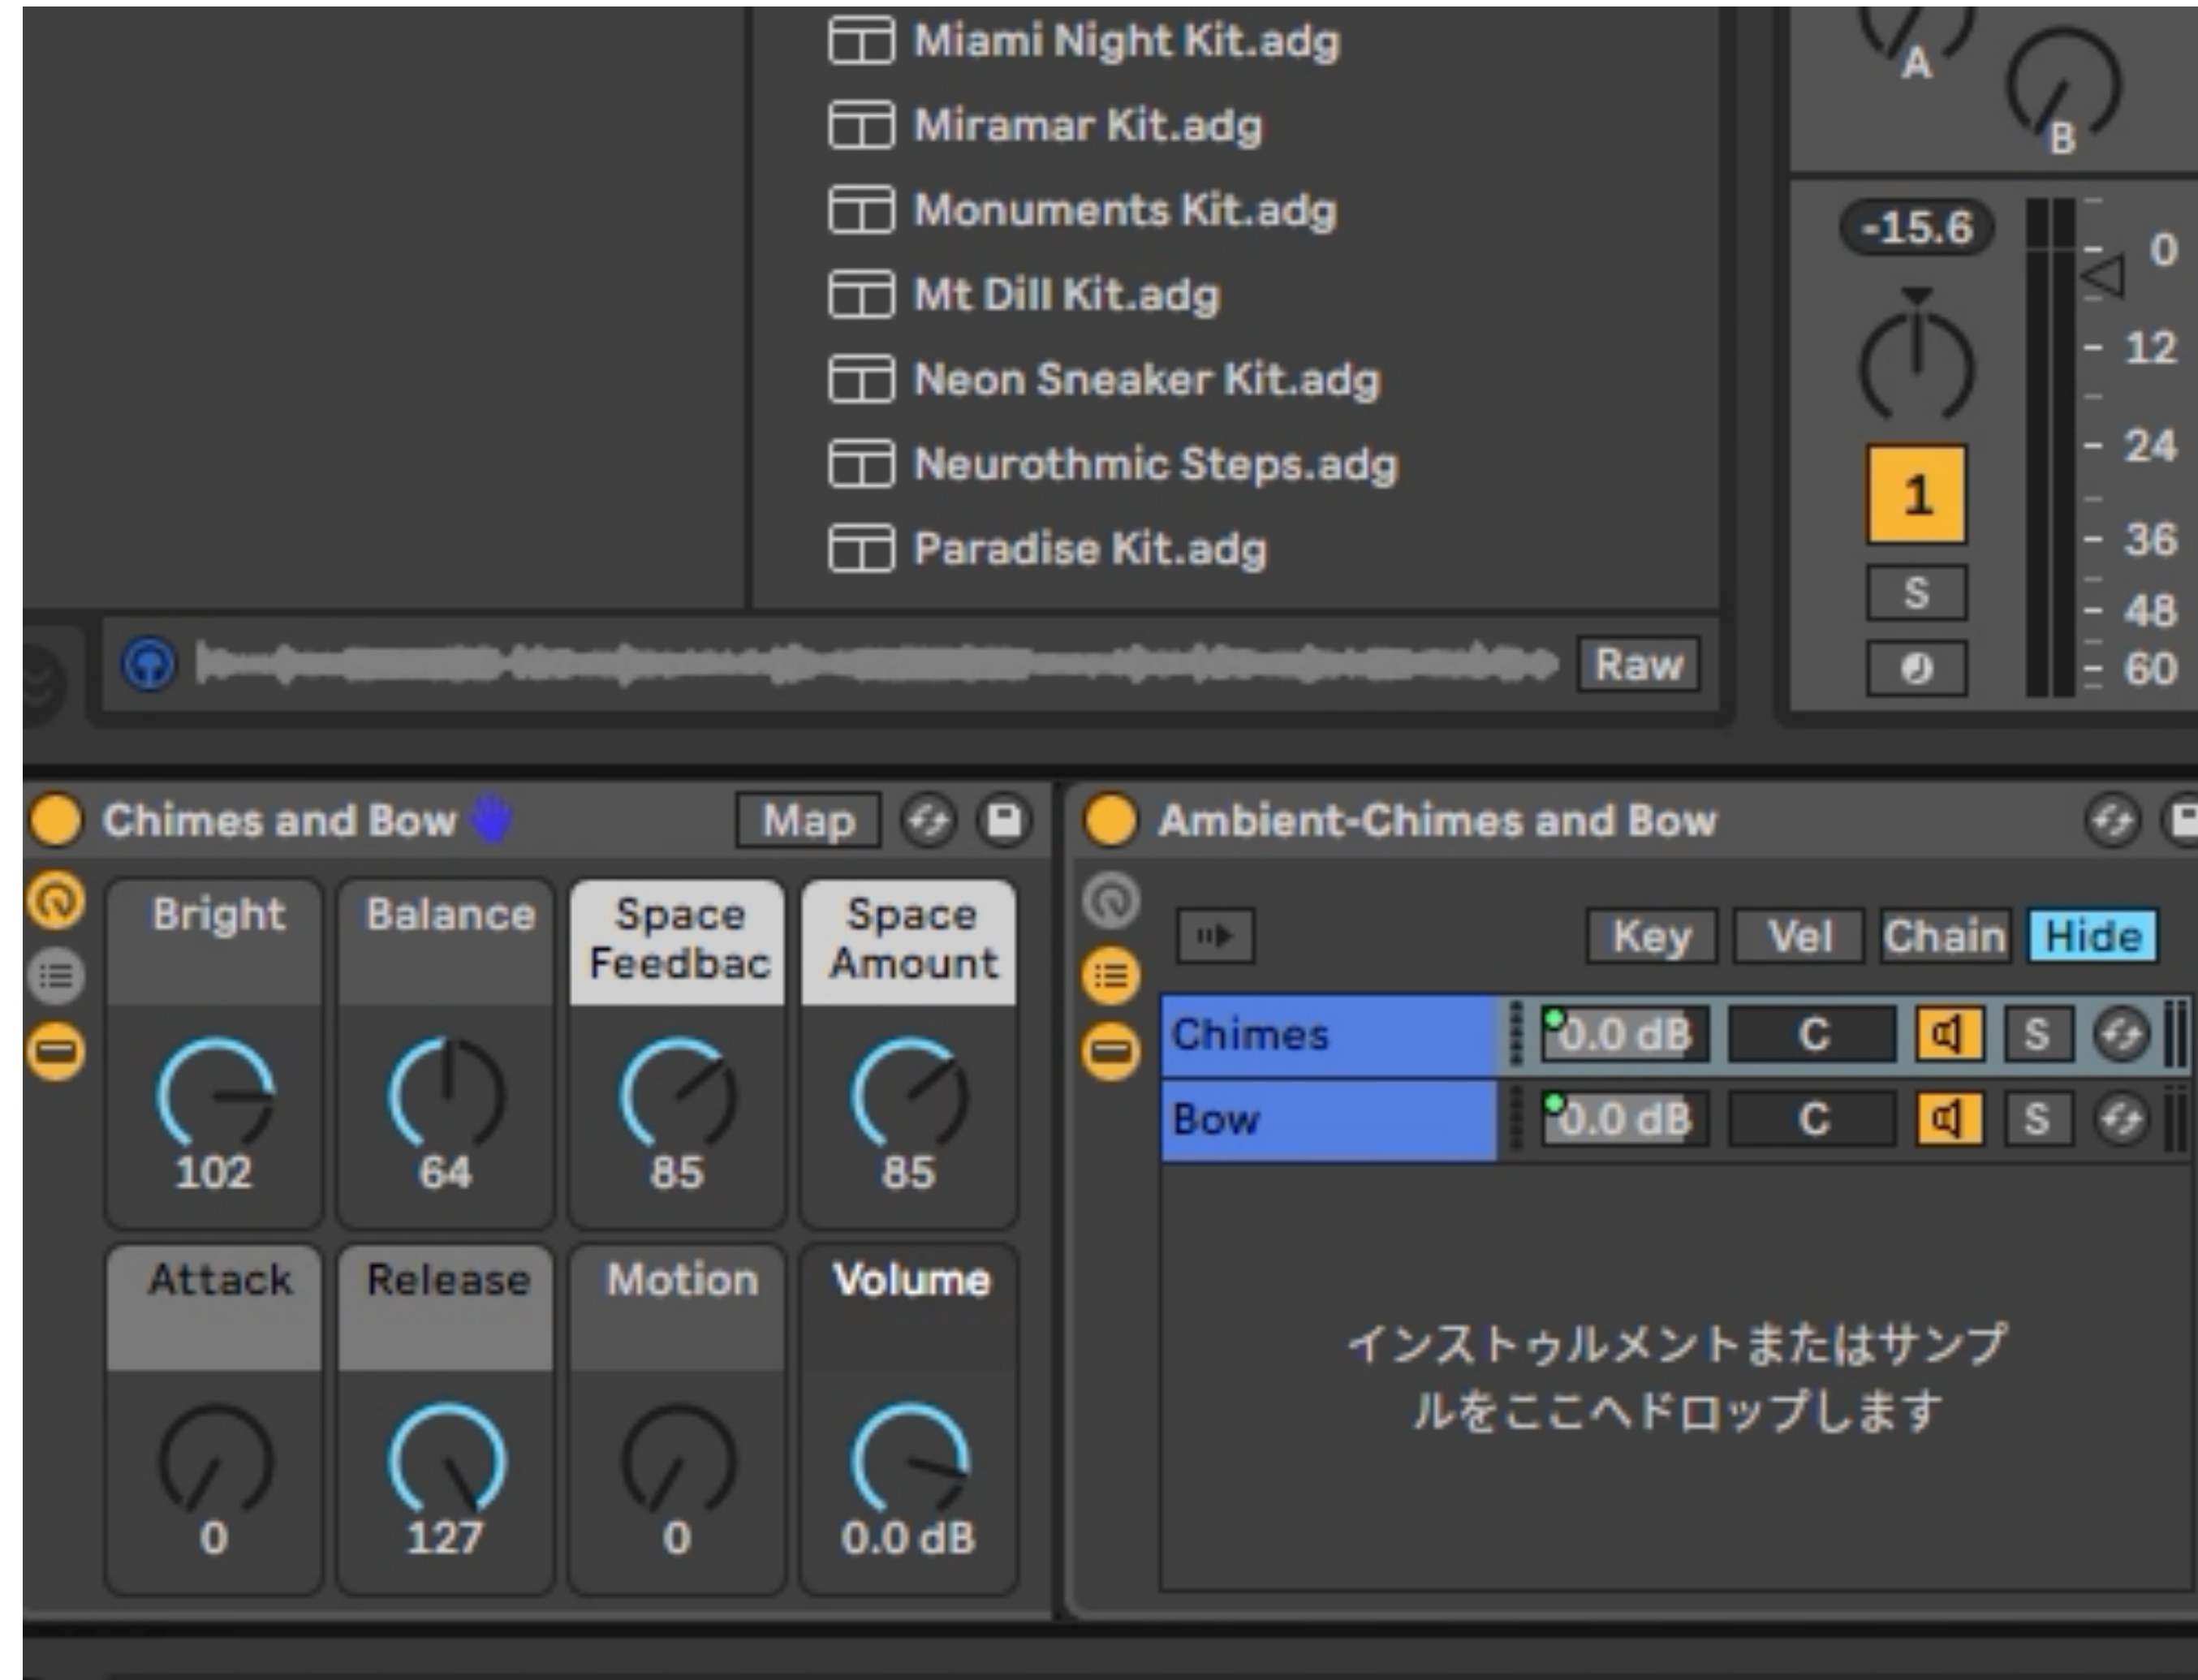 Miami Night Kit.adg
Miramar Kit.adg
Monuments Kit.adg
Mt Dill Kit.adg
Neon Sneaker Kit.adg
Neurothmic Steps.adg
Paradise Kit.adg
Raw
A
B
-15.6
0
12
24
36
48
60
1
S
Chimes and Bow
Map
Bright
Balance
Space
Feedbac
Space
Amount
102
64
85
85
Attack
Release
Motion
Volume
0
127
0
0.0 dB
Ambient-Chimes and Bow
Key Vel Chain Hide
Chimes 0.0 dB C S
Bow 0.0 dB C S
インストゥルメントまたはサンプ
ルをここへドロップします